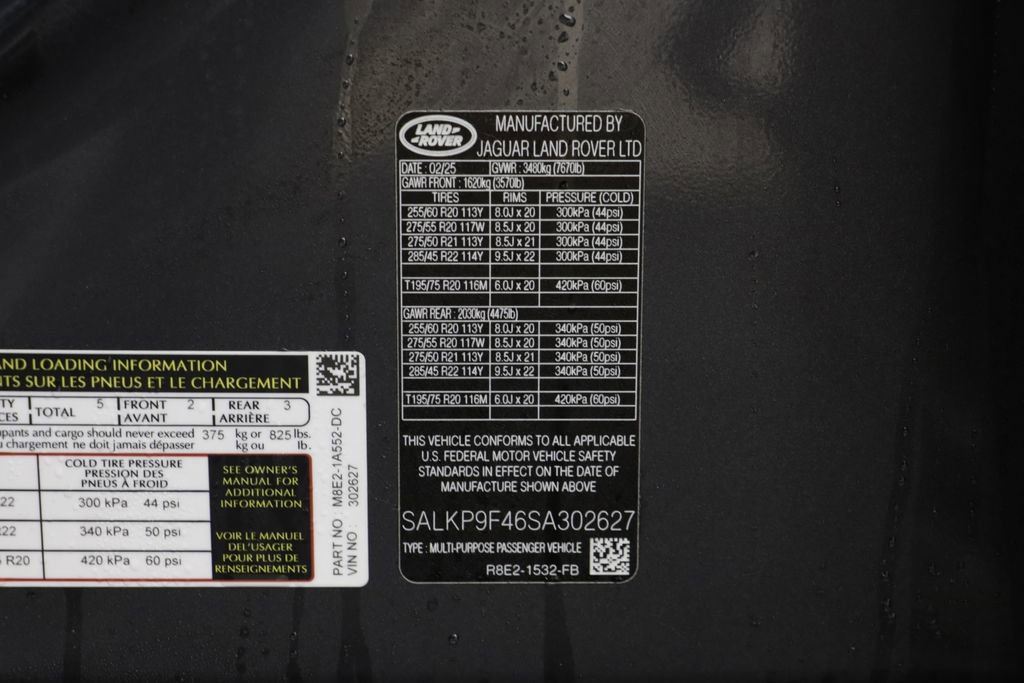 LAND
ROVER
MANUFACTURED BY
JAGUAR LAND ROVER LTD
DATE : 02/25 GVWR : 3480kg (7670lb)
GAWR FRONT : 1620kg (3570lb)
TIRES RIMS PRESSURE (COLD)
255/60 R20 113Y 8.0J x 20 300kPa (44psi)
275/55 R20 117W 8.5J x 20 300kPa (44psi)
275/50 R21 113Y 8.5J x 21 300kPa (44psi)
285/45 R22 114Y 9.5J x 22 300kPa (44psi)
T195/75 R20 116M 6.0J x 20 420kPa (60psi)
GAWR REAR : 2030kg (4475lb)
255/60 R20 113Y 8.0J x 20 340kPa (50psi)
275/55 R20 117W 8.5J x 20 340kPa (50psi)
275/50 R21 113Y 8.5J x 21 340kPa (50psi)
285/45 R22 114Y 9.5J x 22 340kPa (50psi)
T195/75 R20 116M 6.0J x 20 420kPa (60psi)
THIS VEHICLE CONFORMS TO ALL APPLICABLE
U.S. FEDERAL MOTOR VEHICLE SAFETY
STANDARDS IN EFFECT ON THE DATE OF
MANUFACTURE SHOWN ABOVE
SALKP9F46SA302627
TYPE : MULTI-PURPOSE PASSENGER VEHICLE
R8E2-1532-FB
AND LOADING INFORMATION
TS SUR LES PNEUS ET LE CHARGEMENT
TY TOTAL 5 FRONT 2 REAR 3
CES AVANT ARRIÈRE
upants and cargo should never exceed 375 kg or 825 lbs.
u chargement ne doit jamais dépasser kg ou lb.
COLD TIRE PRESSURE
PRESSION DES
PNEUS À FROID
22 300 kPa 44 psi
22 340 kPa 50 psi
R20 420 kPa 60 psi
SEE OWNER'S
MANUAL FOR
ADDITIONAL
INFORMATION
VOIR LE MANUEL
DE L'USAGER
POUR PLUS DE
RENSEIGNEMENTS
PART NO : M8E2-1A552-DC
VIN NO : 302627